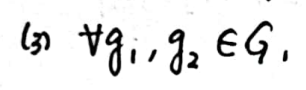 (3) ∀g₁, g₂ ∈ G,